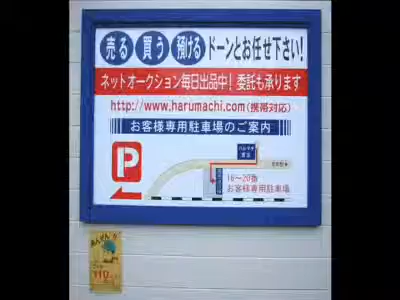 売る 買う 預ける ドーンとお任せ下さい!
ネットオークション毎日出品中! 委託も承ります
http://www.harumachi.com(携帯対応)
お客様専用駐車場のご案内
P
16~20番
お客様専用駐車場
110